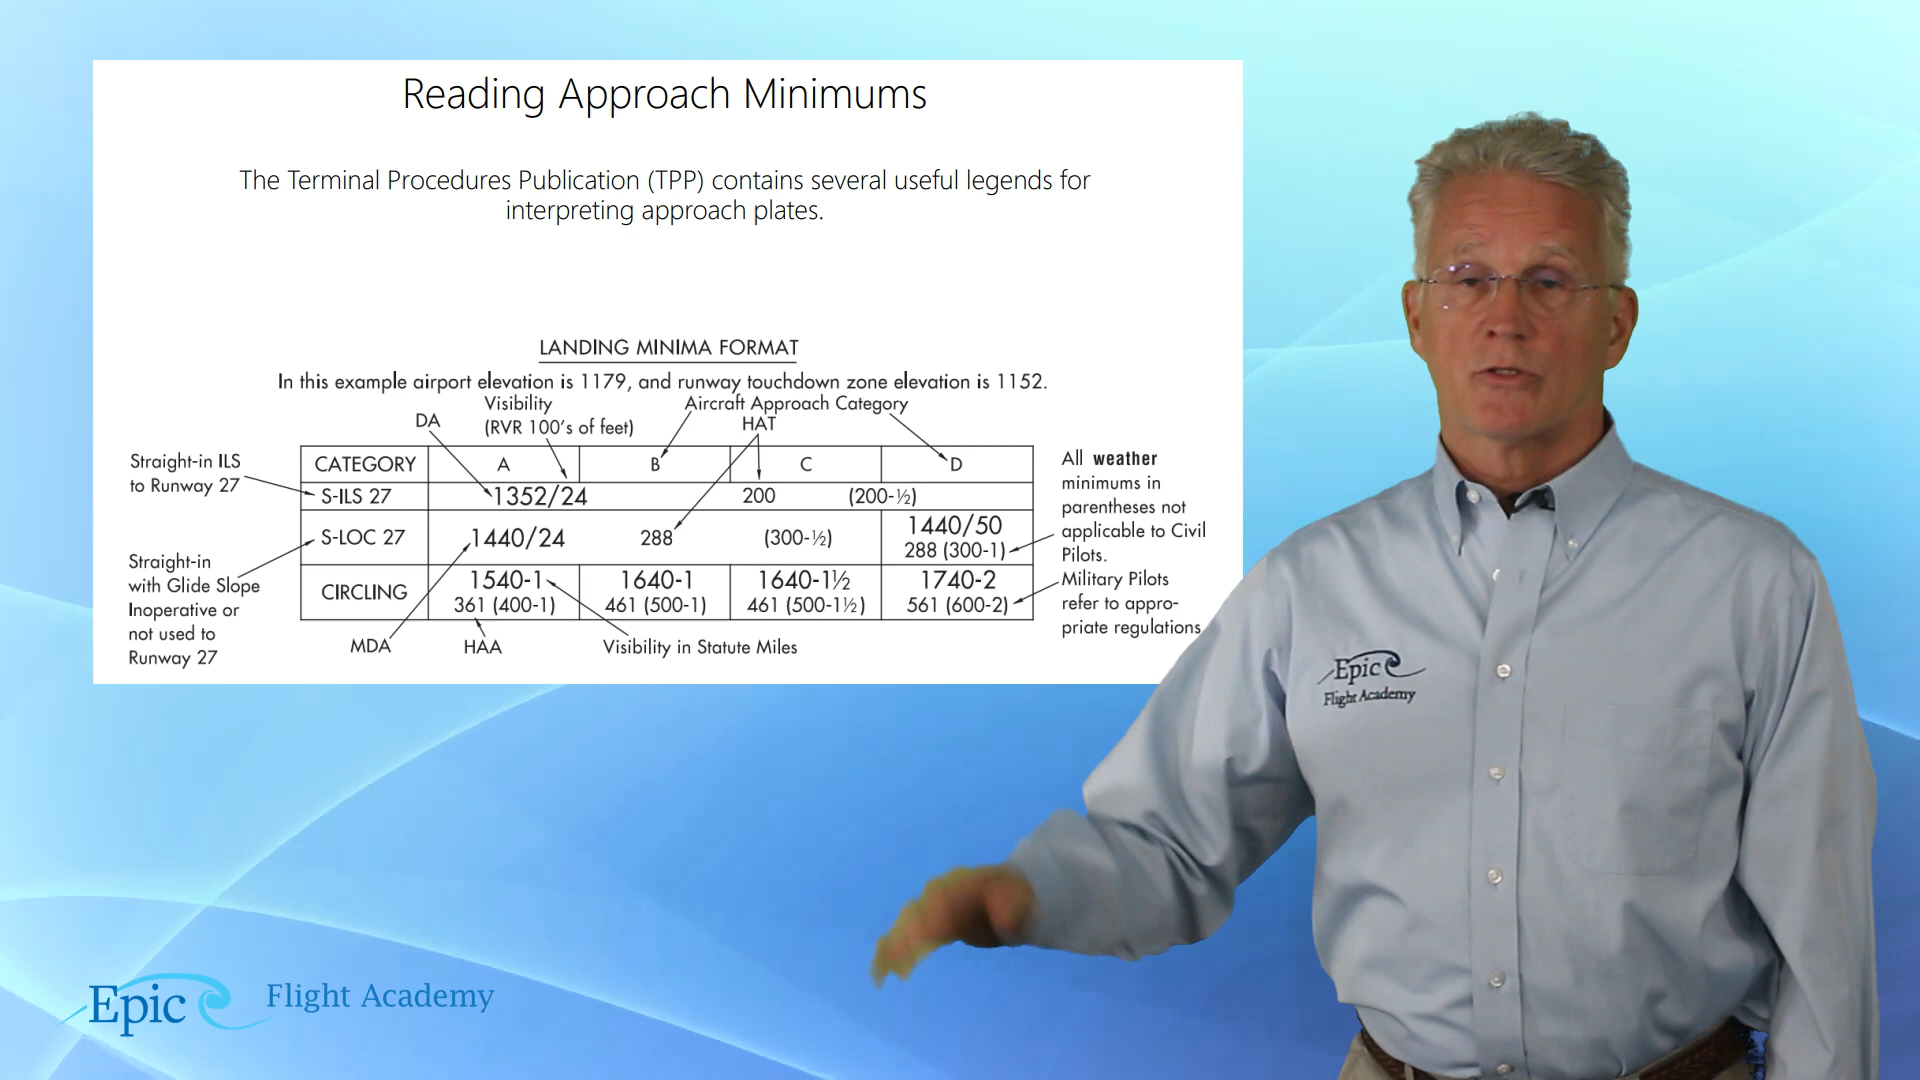 Reading Approach Minimums
The Terminal Procedures Publication (TPP) contains several useful legends for
interpreting approach plates.
LANDING MINIMA FORMAT
In this example airport elevation is 1179, and runway touchdown zone elevation is 1152.
DA
Visibility
(RVR 100's of feet)
Aircraft Approach Category
HAT
Straight-in ILS
to Runway 27
Straight-in
with Glide Slope
Inoperative or
not used to
Runway 27
CATEGORY A B C D
S-ILS 27 1352/24 200 (200-½)
S-LOC 27 1440/24 288 (300-½) 1440/50
288 (300-1)
CIRCLING 1540-1 1640-1 1640-1½ 1740-2
361 (400-1) 461 (500-1) 461 (500-1½) 561 (600-2)
MDA HAA Visibility in Statute Miles
All weather
minimums in
parentheses not
applicable to Civil
Pilots.
Military Pilots
refer to appro-
priate regulations
Epic
Flight Academy
Epic Flight Academy